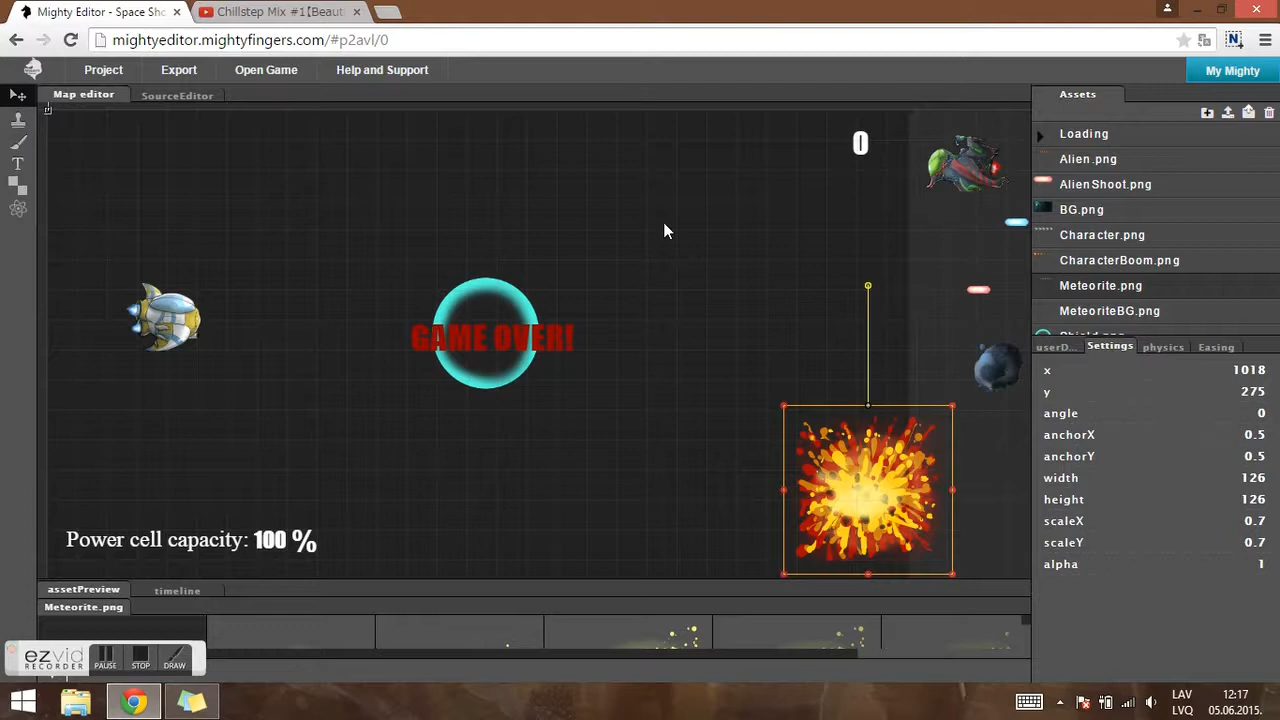 Mighty Editor - Space Sho
Chillstep Mix #1【Beauti
mightyeditor.mightyfingers.com/#p2avl/0
Project
Export
Open Game
Help and Support
My Mighty
Map editor
SourceEditor
Assets
Loading
Alien.png
AlienShoot.png
BG.png
Character.png
CharacterBoom.png
Meteorite.png
MeteoriteBG.png
Shield.png
userD...
Settings
physics
Easing
x 1018
y 275
angle 0
anchorX 0.5
anchorY 0.5
width 126
height 126
scaleX 0.7
scaleY 0.7
alpha 1
0
GAME OVER!
Power cell capacity: 100 %
assetPreview
timeline
Meteorite.png
ezvid
RECORDER
PAUSE
STOP
DRAW
LAV
LVQ
12:17
05.06.2015.